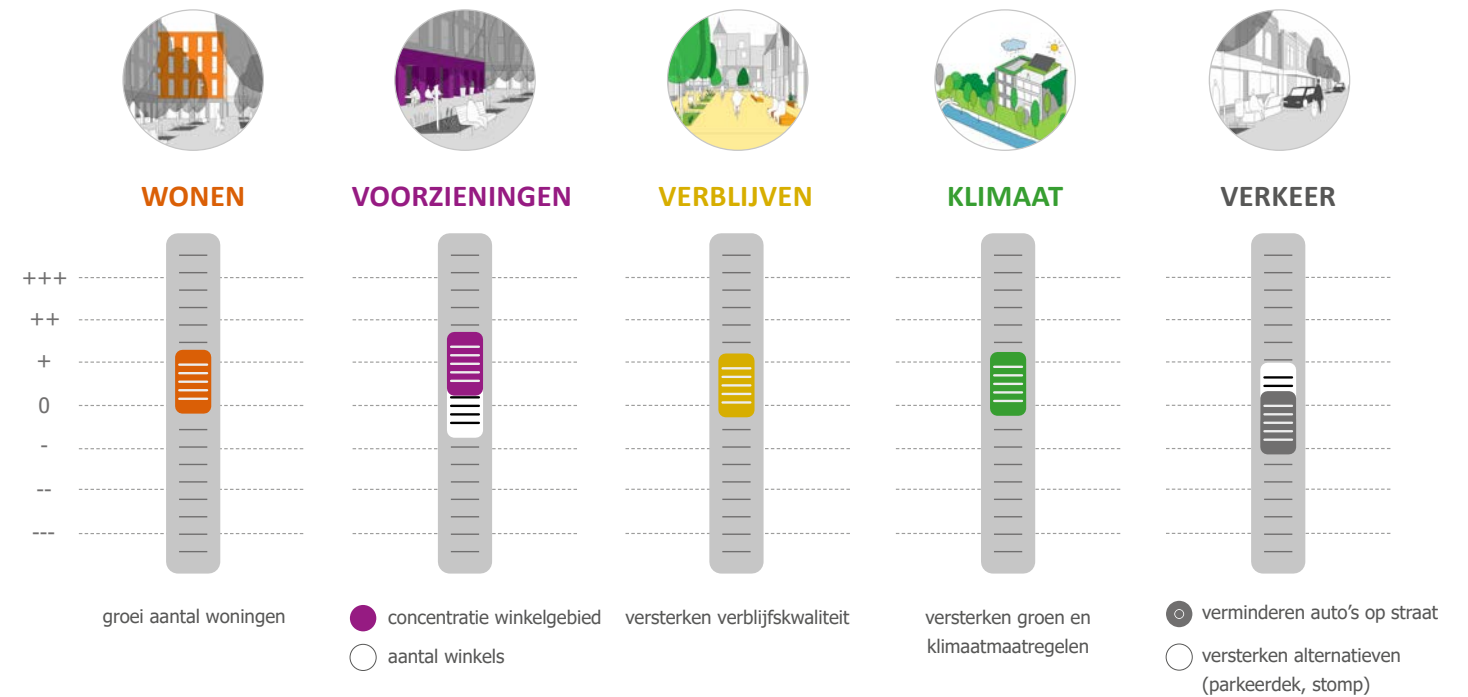 WONEN
VOORZIENINGEN
VERBLIJVEN
KLIMAAT
VERKEER
+++
++
+
0
-
--
---
groei aantal woningen
concentratie winkelgebied
aantal winkels
versterken verblijfskwaliteit
versterken groen en
klimaatmaatregelen
verminderen auto's op straat
versterken alternatieven
(parkeerdek, stomp)